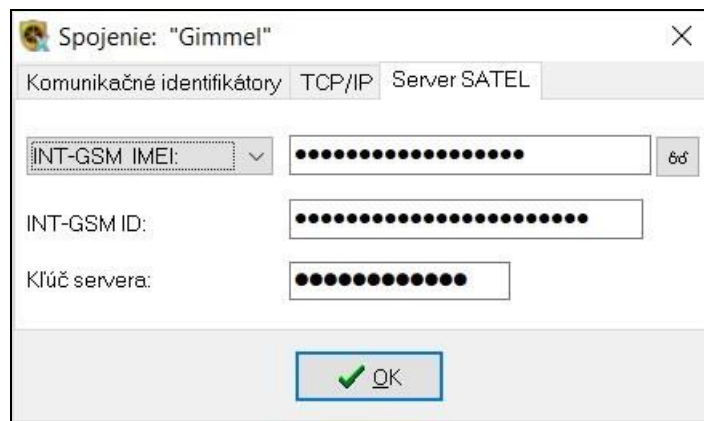 Spojenie: "Gimmel"
Komunikačné identifikátory TCP/IP Server SATEL
INT-GSM IMEI: ••••••••••••••••••
INT-GSM ID: •••••••••••••••••••••••
Kľúč servera: ••••••••••••
OK